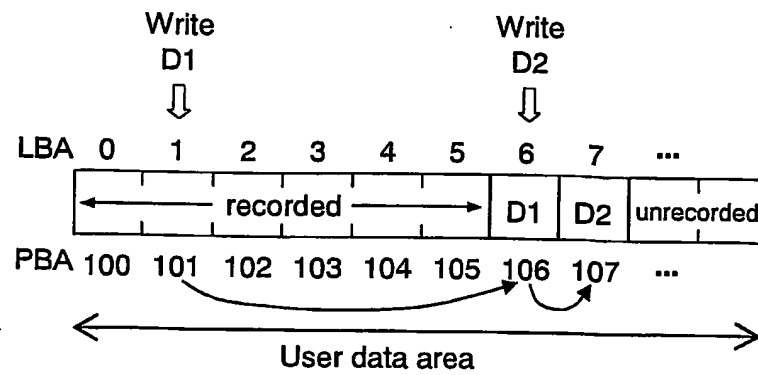 Write Write
D1 D2
LBA 0 1 2 3 4 5 6 7 ...
recorded D1 D2 unrecorded
PBA 100 101 102 103 104 105 106 107 ...
User data area